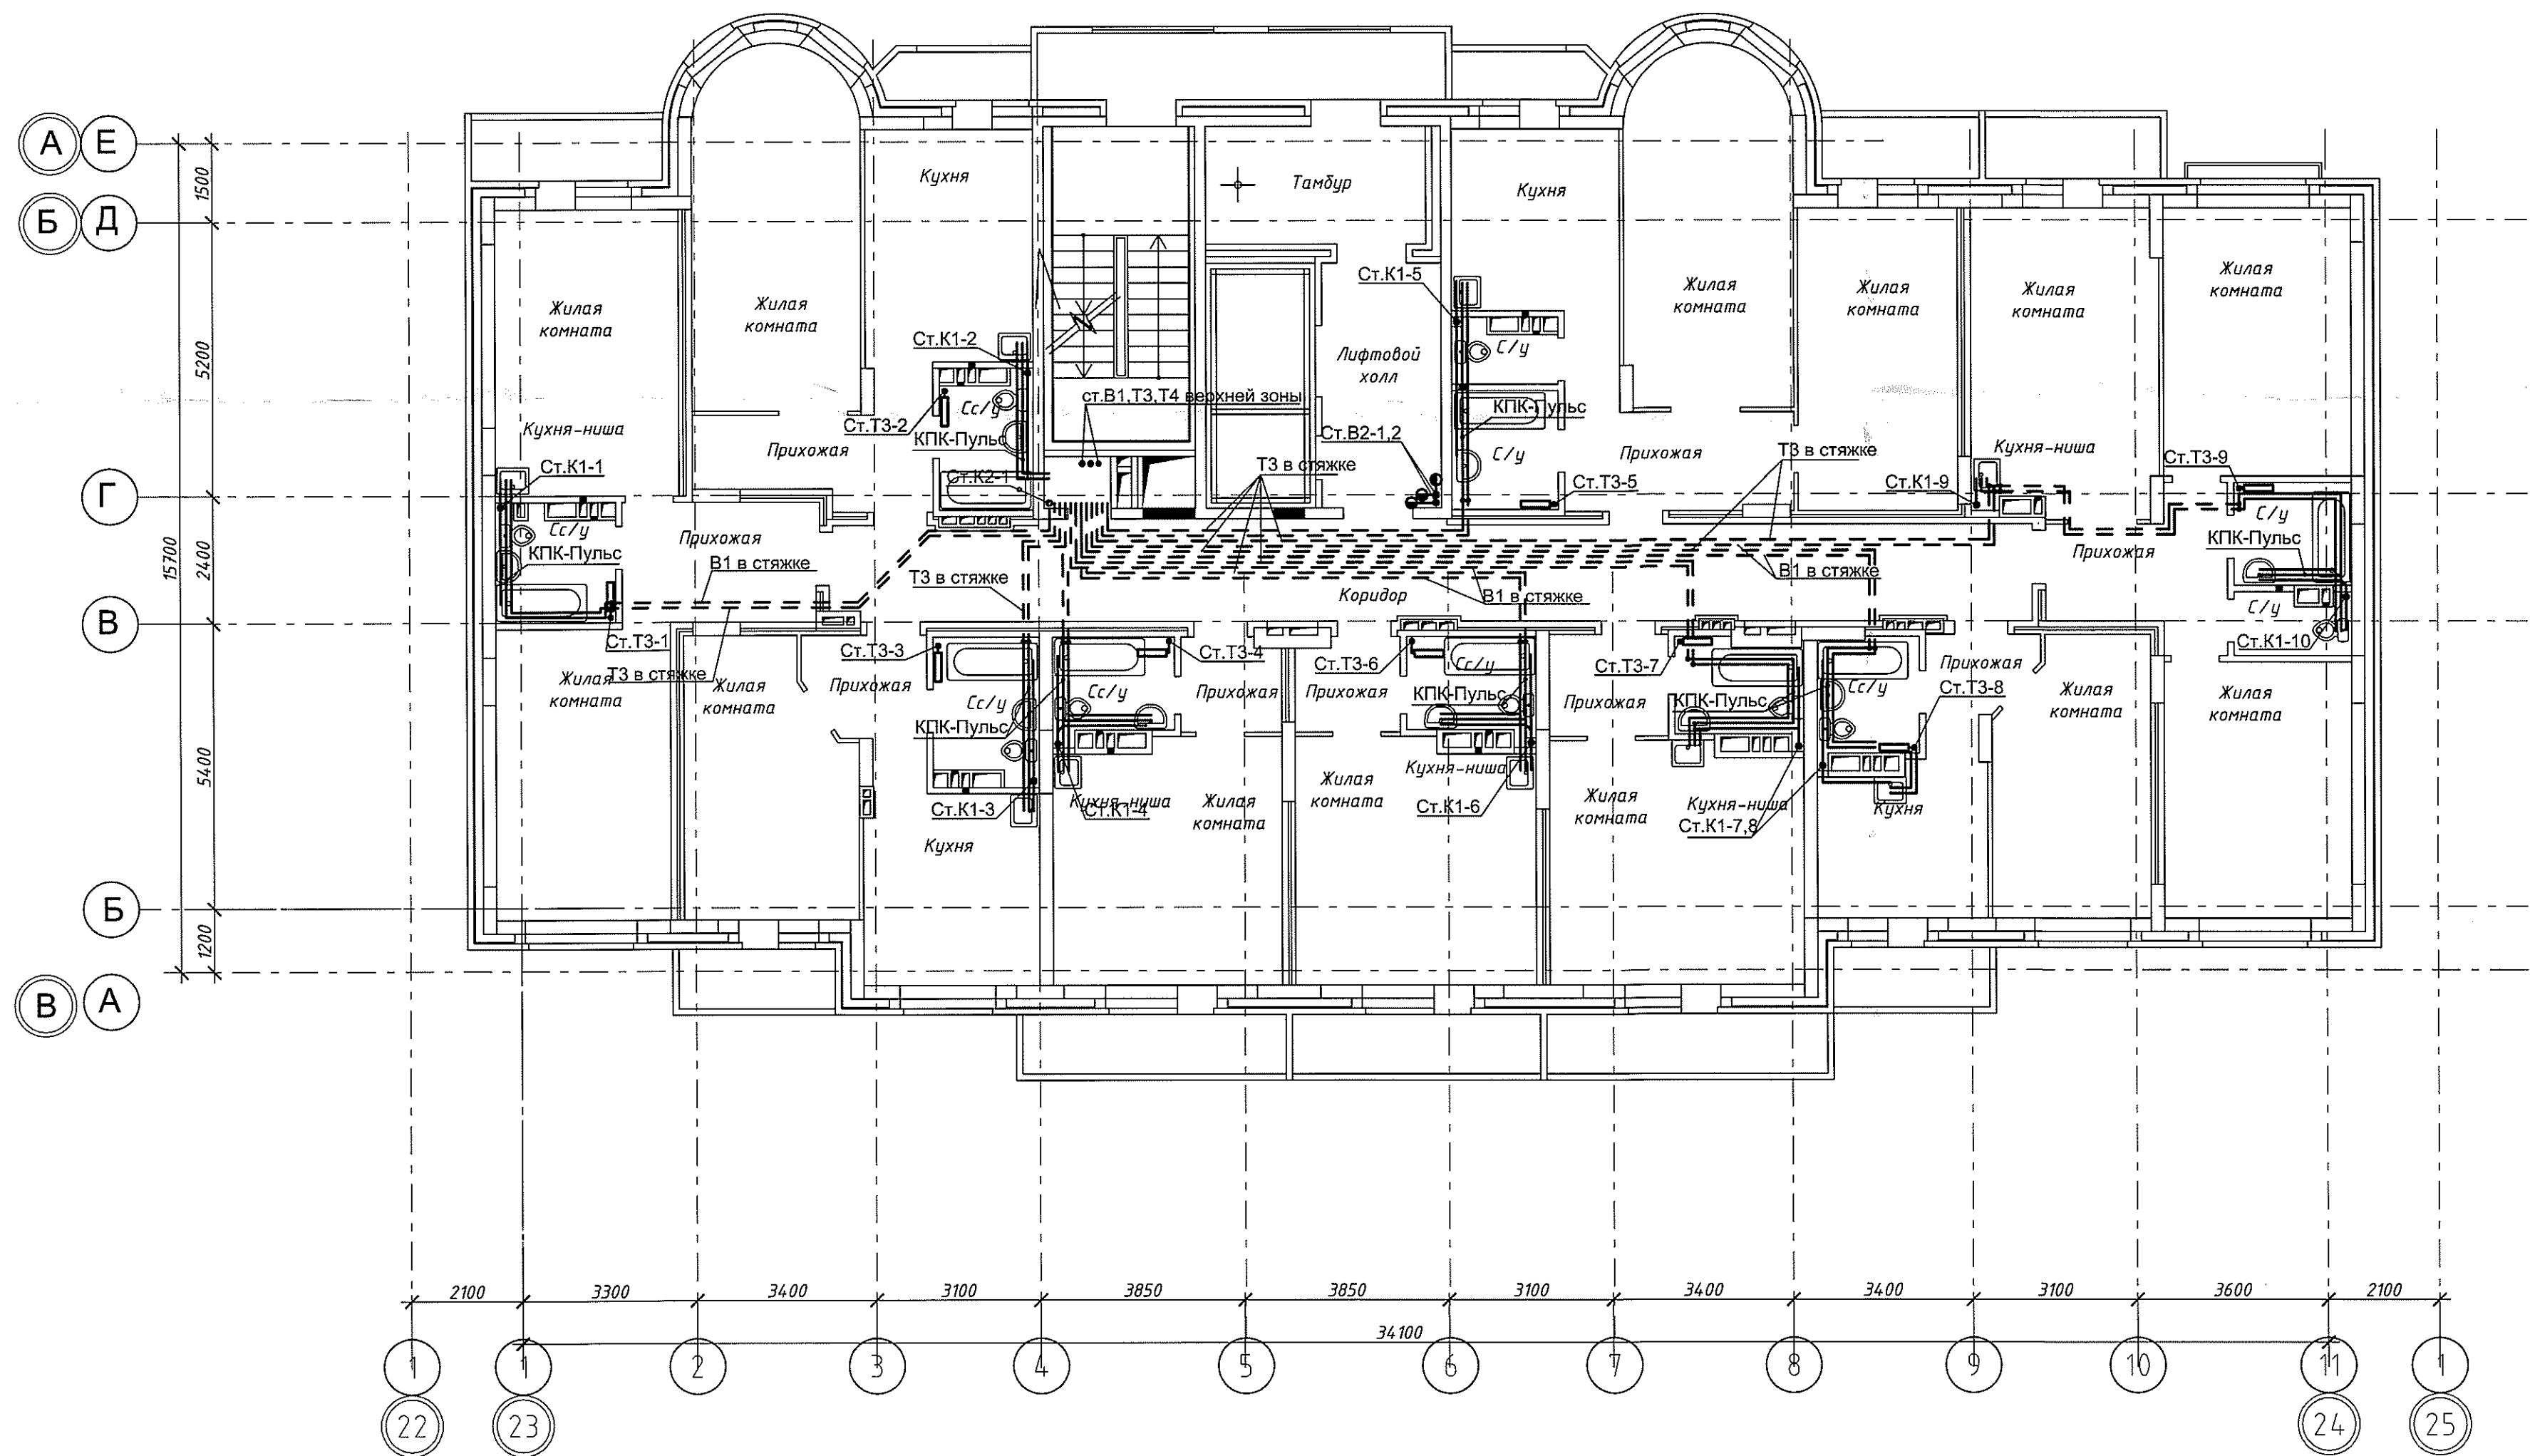 А Е
Б Д
Г
В
Б
В А
1500
5200
2400
5400
1200
15700
Кухня
Тамбур
Кухня
Жилая
комната
Жилая
комната
Ст.К1-5
Жилая
комната
Жилая
комната
Жилая
комната
Жилая
комната
Ст.К1-2
С/у
Лифтовой
холл
ст.В1,Т3,Т4 верхней зоны
Сс/у
КПК-Пульс
Ст.Т3-2
Кухня-ниша
КПК-Пульс
Ст.В2-1,2
Прихожая
С/у
Прихожая
Т3 в стяжке
Кухня-ниша
Ст.Т3-9
Ст.К1-1
Т3 в стяжке
Ст.К2-1
Ст.Т3-5
Ст.К1-9
Сс/у
Прихожая
С/у
КПК-Пульс
В1 в стяжке
Прихожая
КПК-Пульс
Т3 в стяжке
В1 в стяжке
Коридор
В1 в стяжке
С/у
Ст.Т3-1
Ст.Т3-3
Ст.Т3-4
Ст.Т3-6
Сс/у
Ст.Т3-7
Прихожая
Ст.К1-10
Жилая
комната
Т3 в стяжке
Жилая
комната
Прихожая
Сс/у
Сс/у
Прихожая
Прихожая
КПК-Пульс
Прихожая
КПК-Пульс
Сс/у
Ст.Т3-8
Жилая
комната
Жилая
комната
КПК-Пульс
Кухня-ниша
Жилая
комната
Ст.К1-3
Кухня-ниша
Ст.К1-4
Жилая
комната
Ст.К1-6
Жилая
комната
Кухня-ниша
Кухня
Ст.К1-7,8
Кухня
2100 3300 3400 3100 3850 3850 3100 3400 3400 3100 3600 2100
34100
1 1 2 3 4 5 6 7 8 9 10 11 1
22 23 24 25